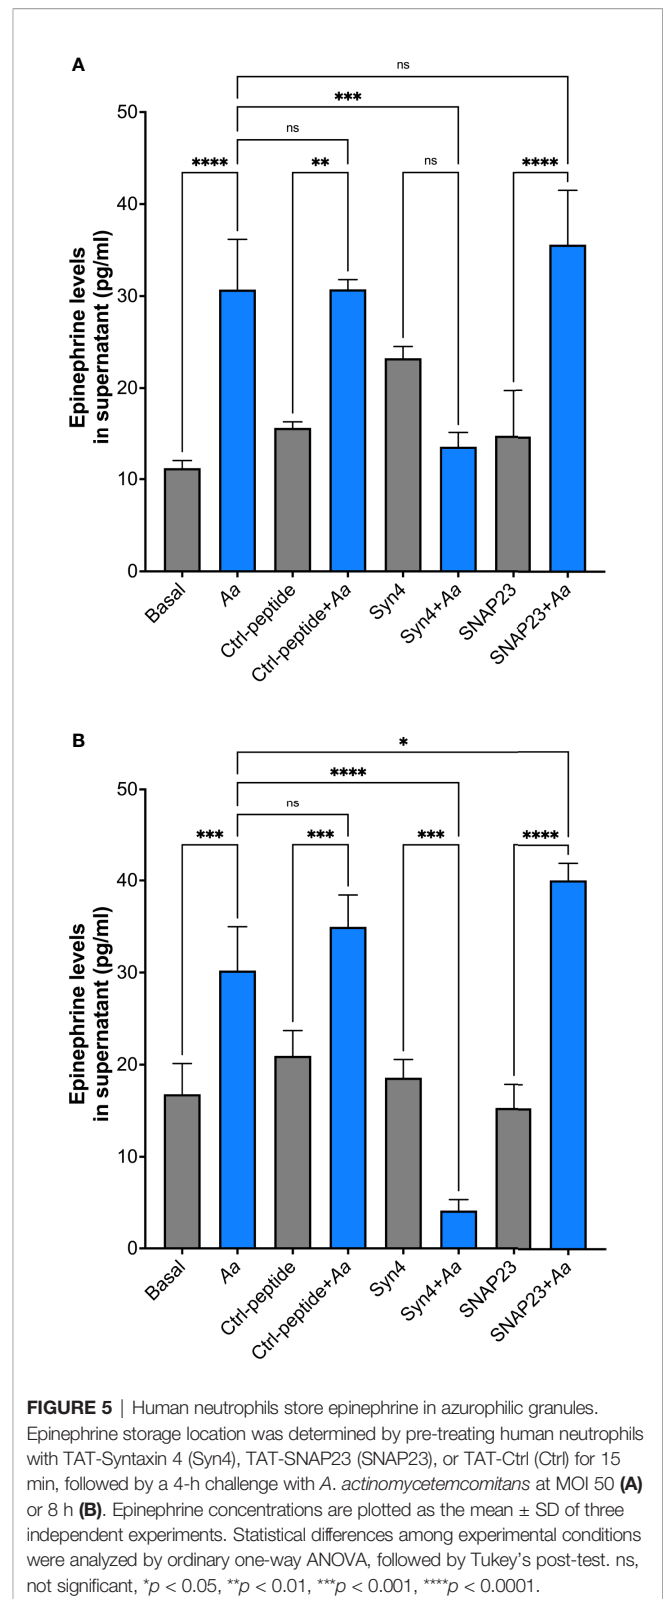 A
ns
***
ns
**** ** ns ****
50
40
30
20
10
0
Epinephrine levels
in supernatant (pg/ml)
Basal
Aa
Ctrl-peptide
Ctrl-peptide+Aa
Syn4
Syn4+Aa
SNAP23
SNAP23+Aa
B
*
****
ns
*** *** *** ****
50
40
30
20
10
0
Epinephrine levels
in supernatant (pg/ml)
Basal
Aa
Ctrl-peptide
Ctrl-peptide+Aa
Syn4
Syn4+Aa
SNAP23
SNAP23+Aa
FIGURE 5 | Human neutrophils store epinephrine in azurophilic granules.
Epinephrine storage location was determined by pre-treating human neutrophils
with TAT-Syntaxin 4 (Syn4), TAT-SNAP23 (SNAP23), or TAT-Ctrl (Ctrl) for 15
min, followed by a 4-h challenge with A. actinomycetemcomitans at MOI 50 (A)
or 8 h (B). Epinephrine concentrations are plotted as the mean ± SD of three
independent experiments. Statistical differences among experimental conditions
were analyzed by ordinary one-way ANOVA, followed by Tukey's post-test. ns,
not significant, *p < 0.05, **p < 0.01, ***p < 0.001, ****p < 0.0001.